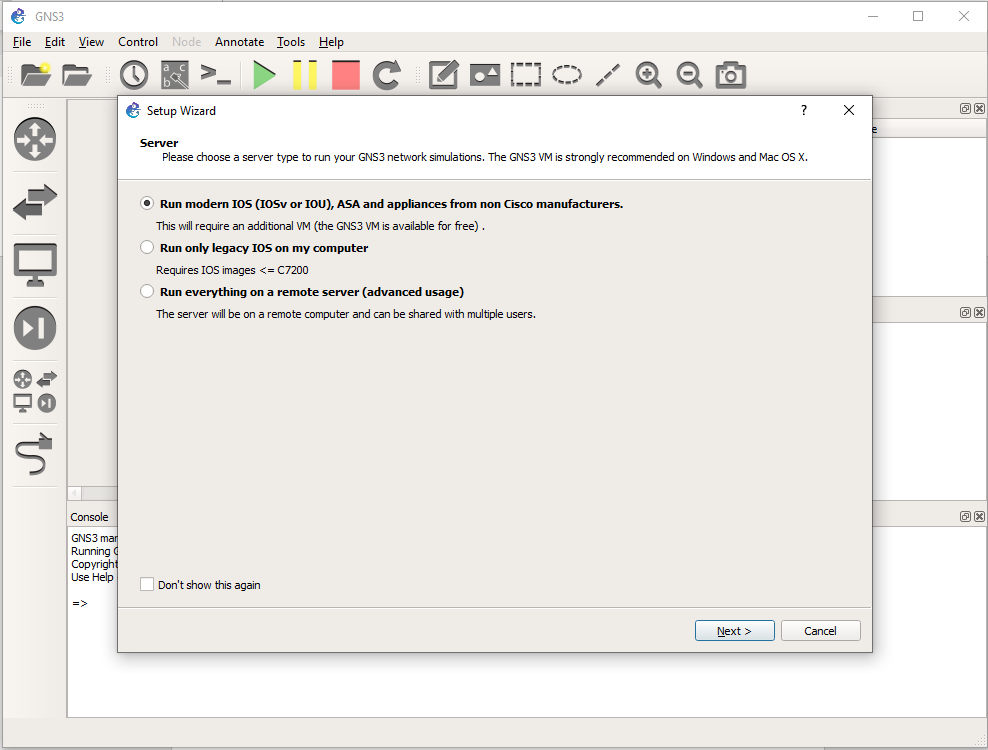 GNS3
File Edit View Control Node Annotate Tools Help
Setup Wizard
?
Server
Please choose a server type to run your GNS3 network simulations. The GNS3 VM is strongly recommended on Windows and Mac OS X.
Run modern IOS (IOSv or IOU), ASA and appliances from non Cisco manufacturers.
This will require an additional VM (the GNS3 VM is available for free) .
Run only legacy IOS on my computer
Requires IOS images <= C7200
Run everything on a remote server (advanced usage)
The server will be on a remote computer and can be shared with multiple users.
Console
GNS3 
Running
Copyright
Use Help
=>
Don't show this again
Next >
Cancel